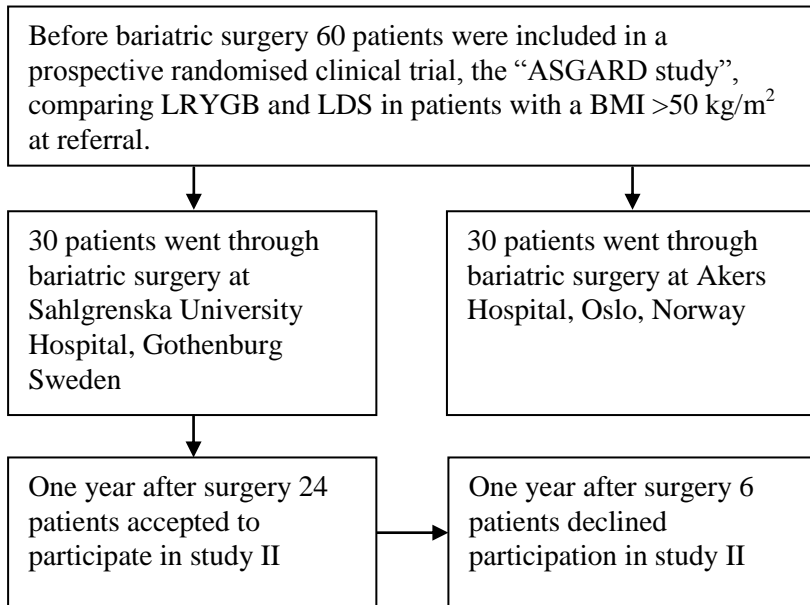 Before bariatric surgery 60 patients were included in a
prospective randomised clinical trial, the “ASGARD study”,
comparing LRYGB and LDS in patients with a BMI >50 kg/m²
at referral.
30 patients went through
bariatric surgery at
Sahlgrenska University
Hospital, Gothenburg
Sweden
30 patients went through
bariatric surgery at Akers
Hospital, Oslo, Norway
One year after surgery 24
patients accepted to
participate in study II
One year after surgery 6
patients declined
participation in study II